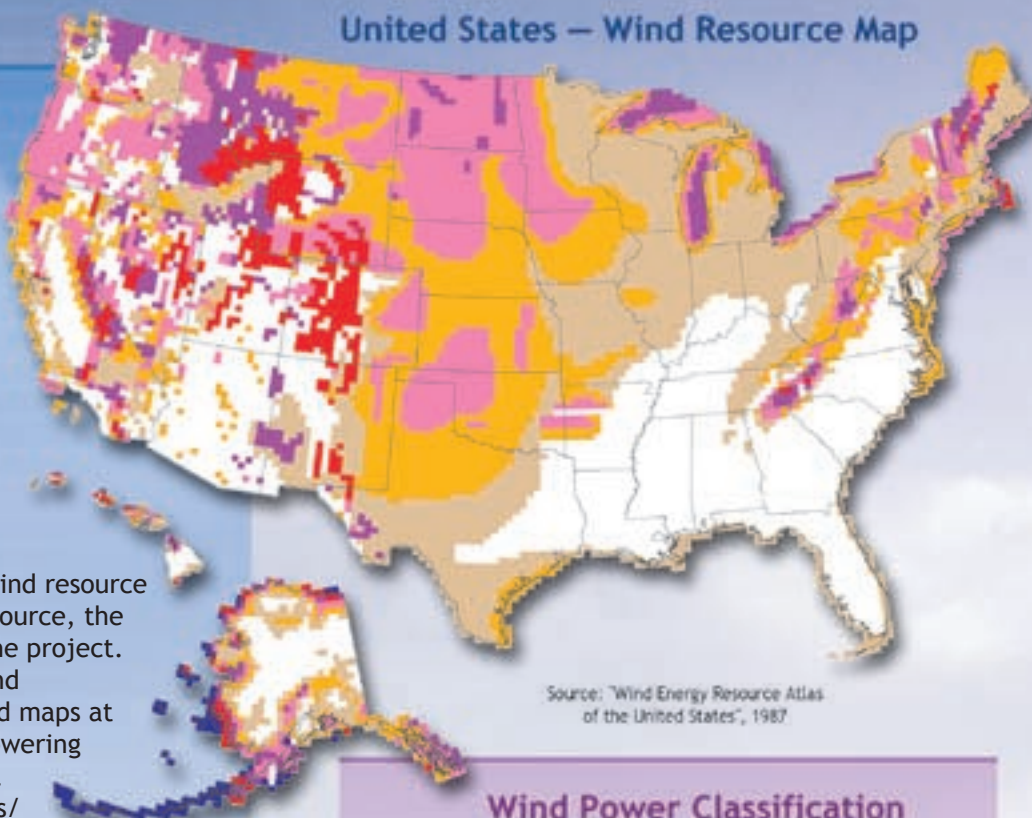 United States — Wind Resource Map
ind resource
ource, the
ne project.
nd
d maps at
wering
s/
Source: "Wind Energy Resource Atlas
of the United States", 1987
Wind Power Classification